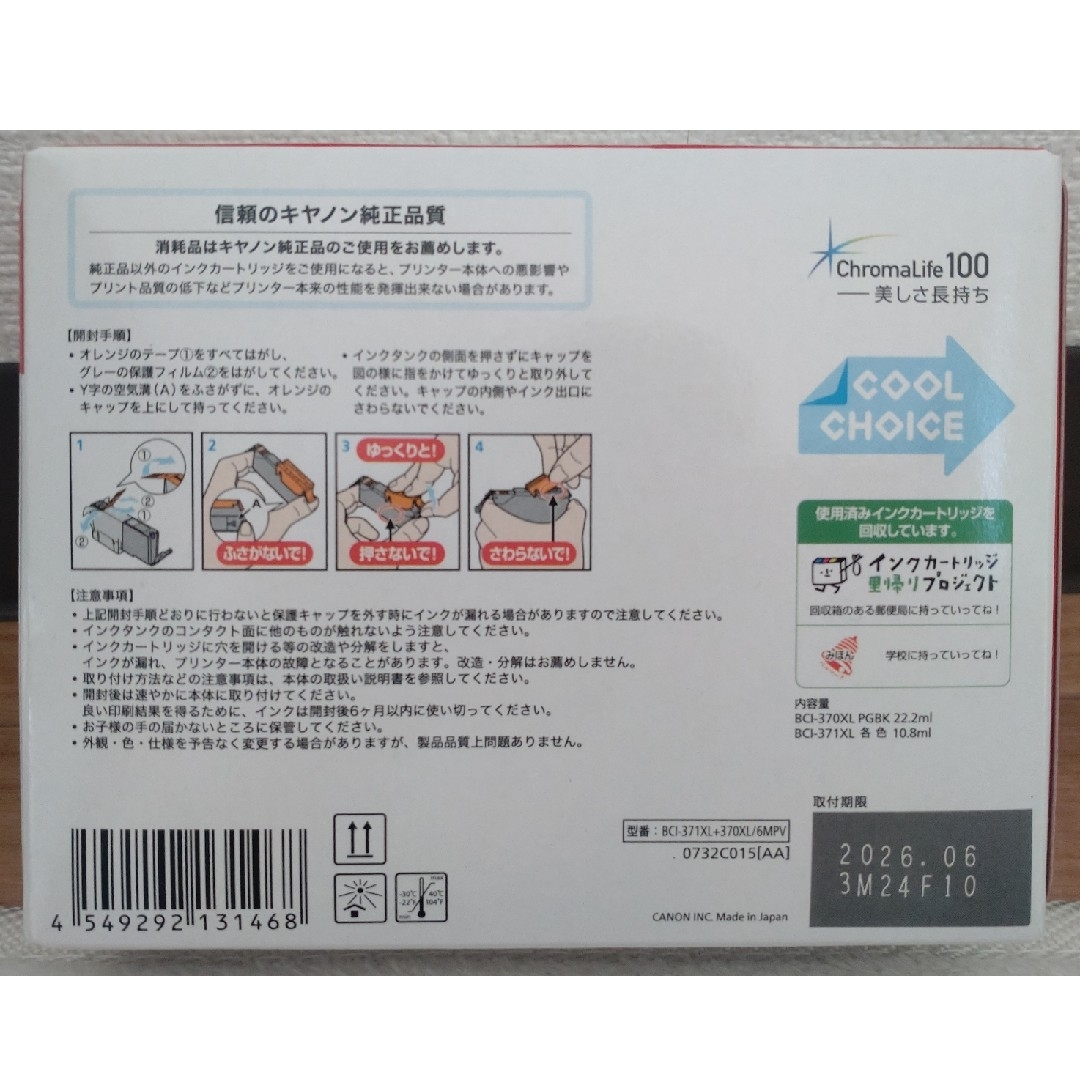 信頼のキヤノン純正品質
消耗品はキヤノン純正品のご使用をお薦めします。
純正品以外のインクカートリッジをご使用になると、プリンター本体への悪影響や
プリント品質の低下などプリンター本来の性能を発揮出来ない場合があります。
ChromaLife100
美しさ長持ち
【開封手順】
・オレンジのテープ①をすべてはがし、
グレーの保護フィルム②をはがしてください。
・Y字の空気溝(A)をふさがずに、オレンジの
キャップを上にして持ってください。
・インクタンクの側面を押さずにキャップを
図の様に指をかけてゆっくりと取り外して
ください。キャップの内側やインク出口に
さわらないでください。
COOL
CHOICE
1
①
②
①
②
2
A
ふさがないで!
3
ゆっくりと!
押さないで!
4
さわらないで!
使用済みインクカートリッジを
回収しています。
インクカートリッジ
里帰りプロジェクト
回収箱のある郵便局に持っていってね!
みほん
学校に持っていってね!
【注意事項】
・上記開封手順どおりに行わないと保護キャップを外す時にインクが漏れる場合がありますので注意してください。
・インクタンクのコンタクト面に他のものが触れないよう注意してください。
・インクカートリッジに穴を開ける等の改造や分解をしますと、
インクが漏れ、プリンター本体の故障となることがあります。改造・分解はお薦めしません。
・取り付け方法などの注意事項は、本体の取扱い説明書を参照してください。
・開封後は速やかに本体に取り付けてください。
良い印刷結果を得るために、インクは開封後6ヶ月以内に使い切ってください。
・お子様の手の届かないところに保管してください。
・外観・色・仕様を予告なく変更する場合がありますが、製品品質上問題ありません。
内容量
BCI-370XL PGBK 22.2ml
BCI-371XL 各色 10.8ml
取付期限
2026.06
3M24F10
型番:BCI-371XL+370XL/6MPV
0732C015[AA]
CANON INC. Made in Japan
4 549292 131468
max
-30℃
-22°F
40℃
104°F
min